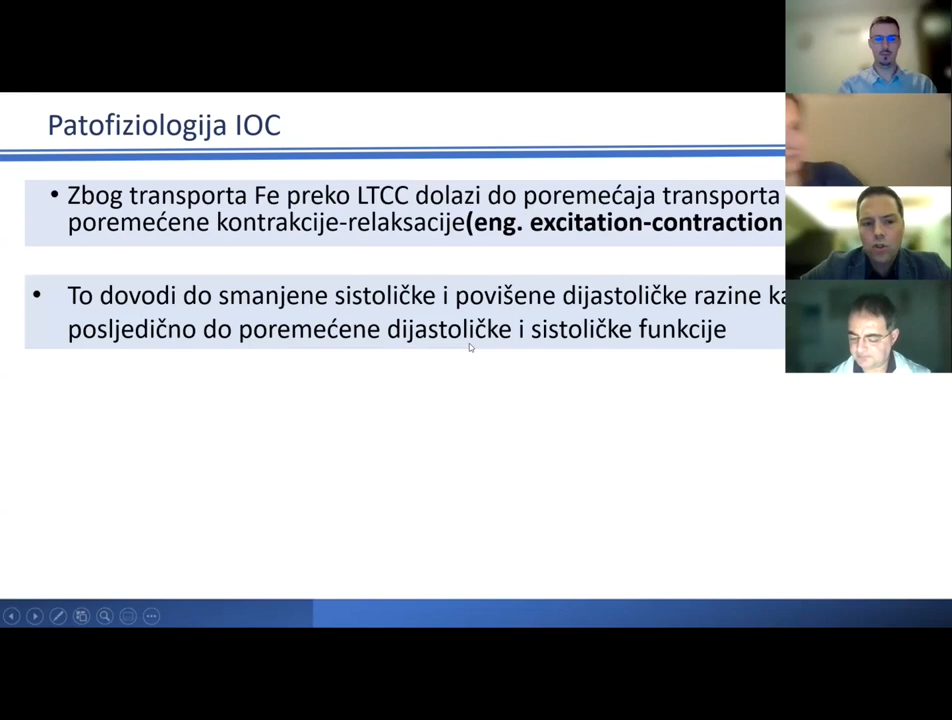 Patofiziologija IOC
• Zbog transporta Fe preko LTCC dolazi do poremećaja transporta
poremećene kontrakcije-relaksacije(eng. excitation-contraction
• To dovodi do smanjene sistoličke i povišene dijastoličke razine
posljedično do poremećene dijastoličke i sistoličke funkcije